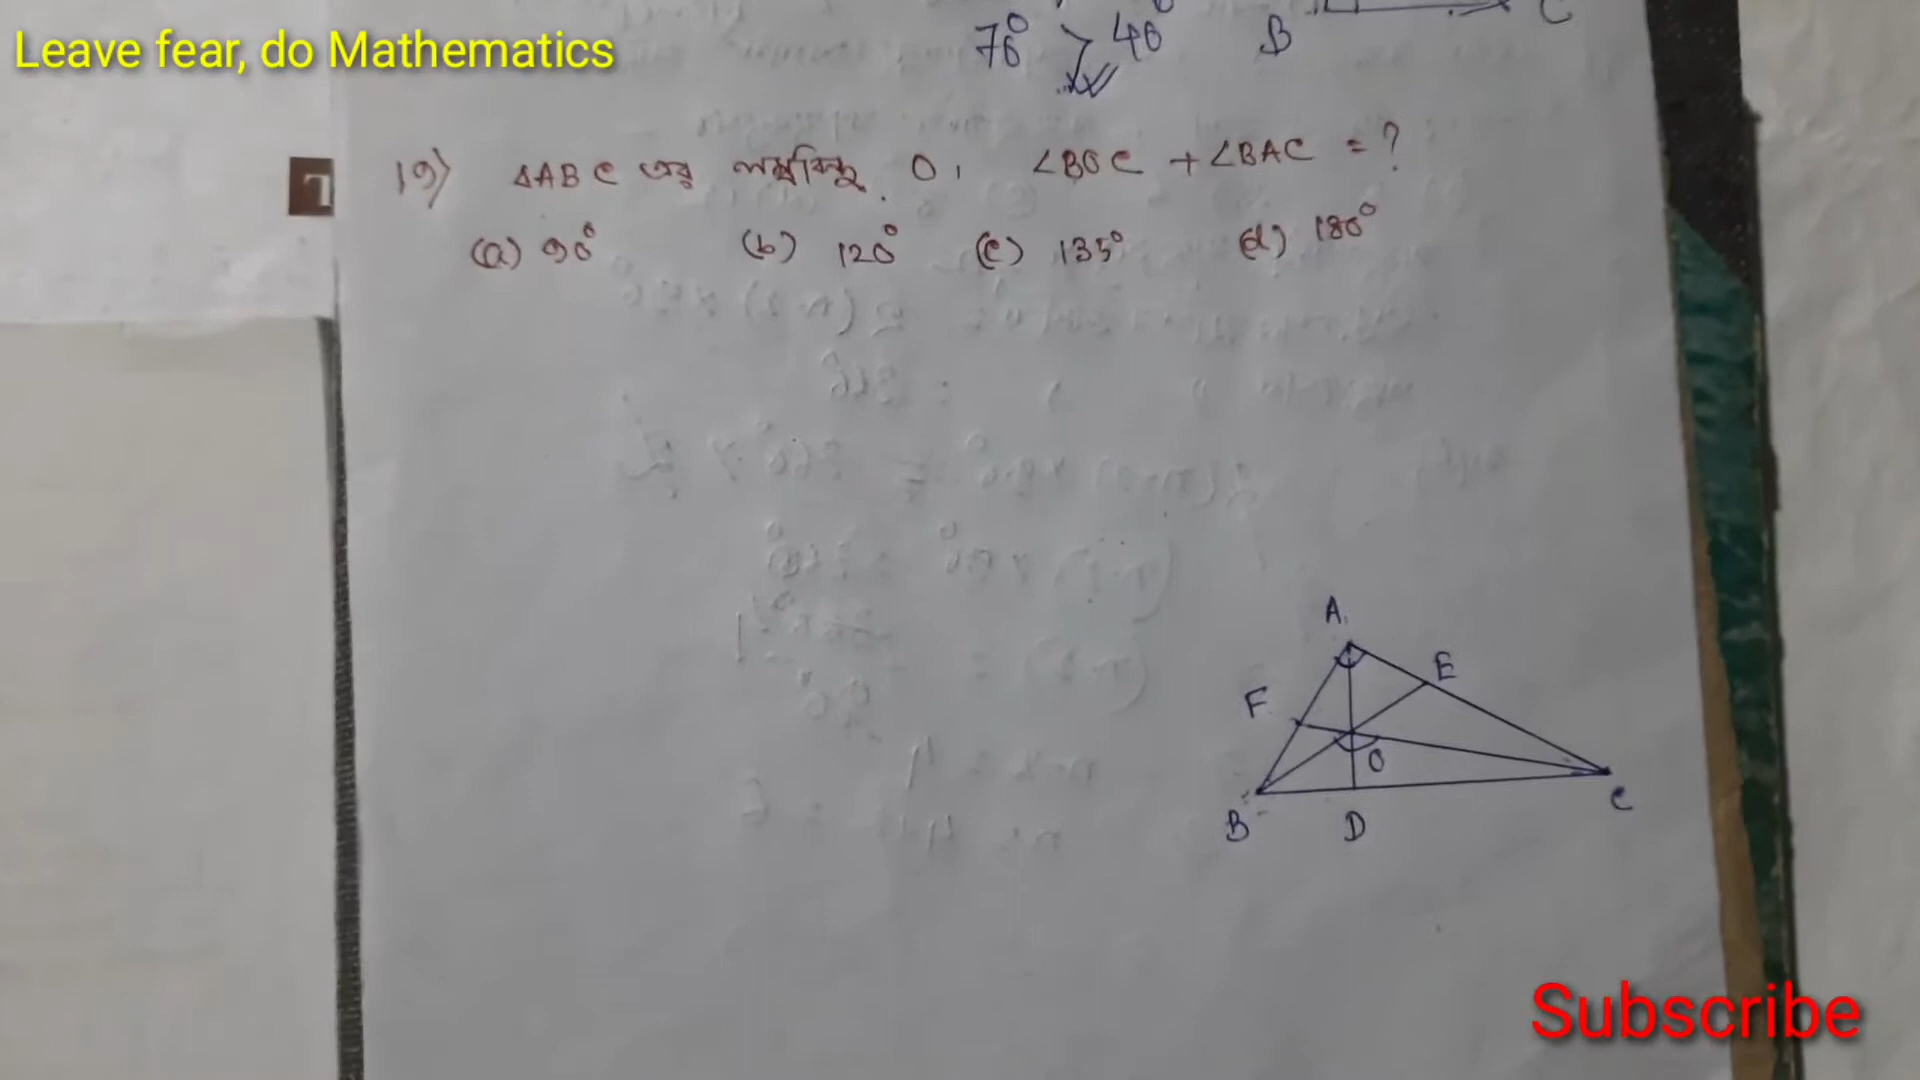 Leave fear, do Mathematics
70° > 40° B C
19) ΔABC এর লম্ববিন্দু O, ∠BOC + ∠BAC = ?
(a) 90° (b) 120° (c) 135° (d) 180°
A
E
F
O
B D C
Subscribe